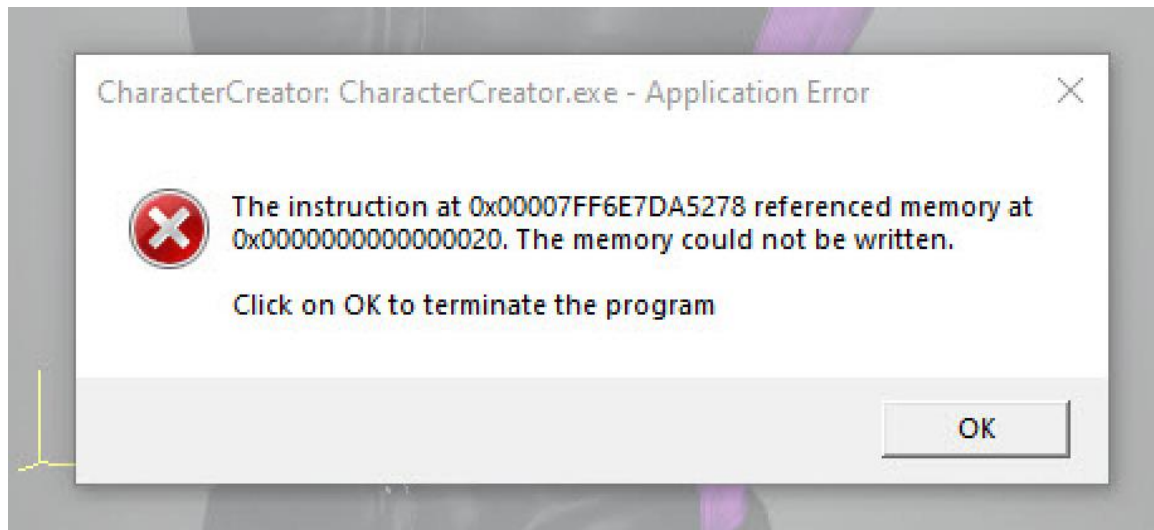 CharacterCreator: CharacterCreator.exe - Application Error
The instruction at 0x00007FF6E7DA5278 referenced memory at
0x0000000000000020. The memory could not be written.
Click on OK to terminate the program
OK